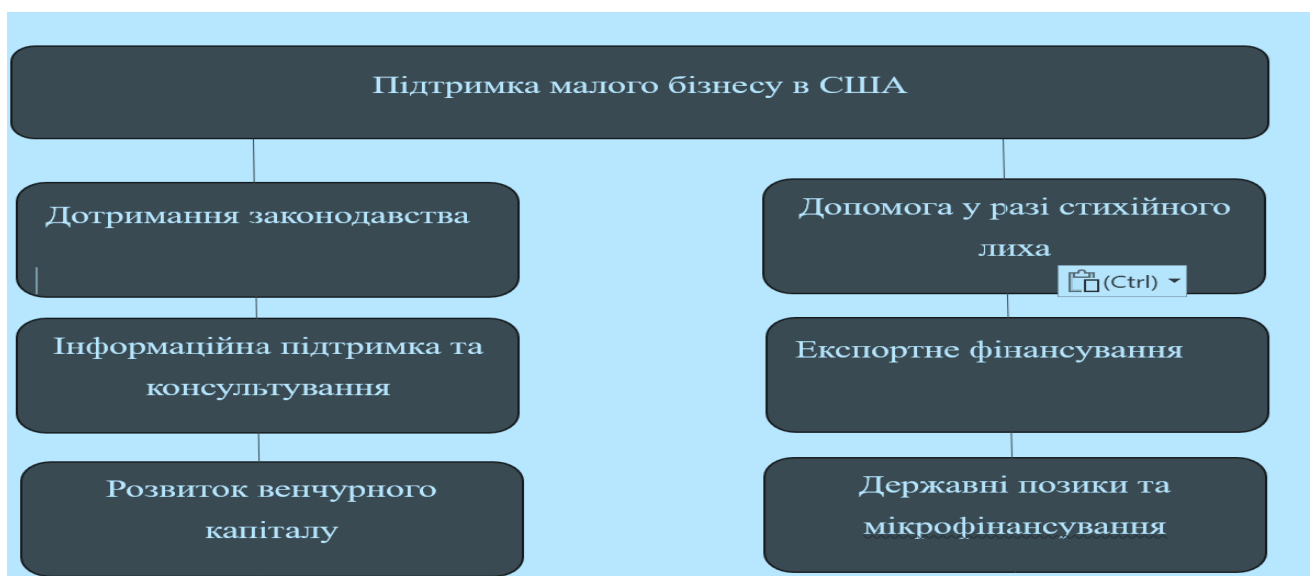 Підтримка малого бізнесу в США
Дотримання законодавства
Допомога у разі стихійного
лиха
(Ctrl)
Інформаційна підтримка та
консультування
Експортне фінансування
Розвиток венчурного
капіталу
Державні позики та
мікрофінансування